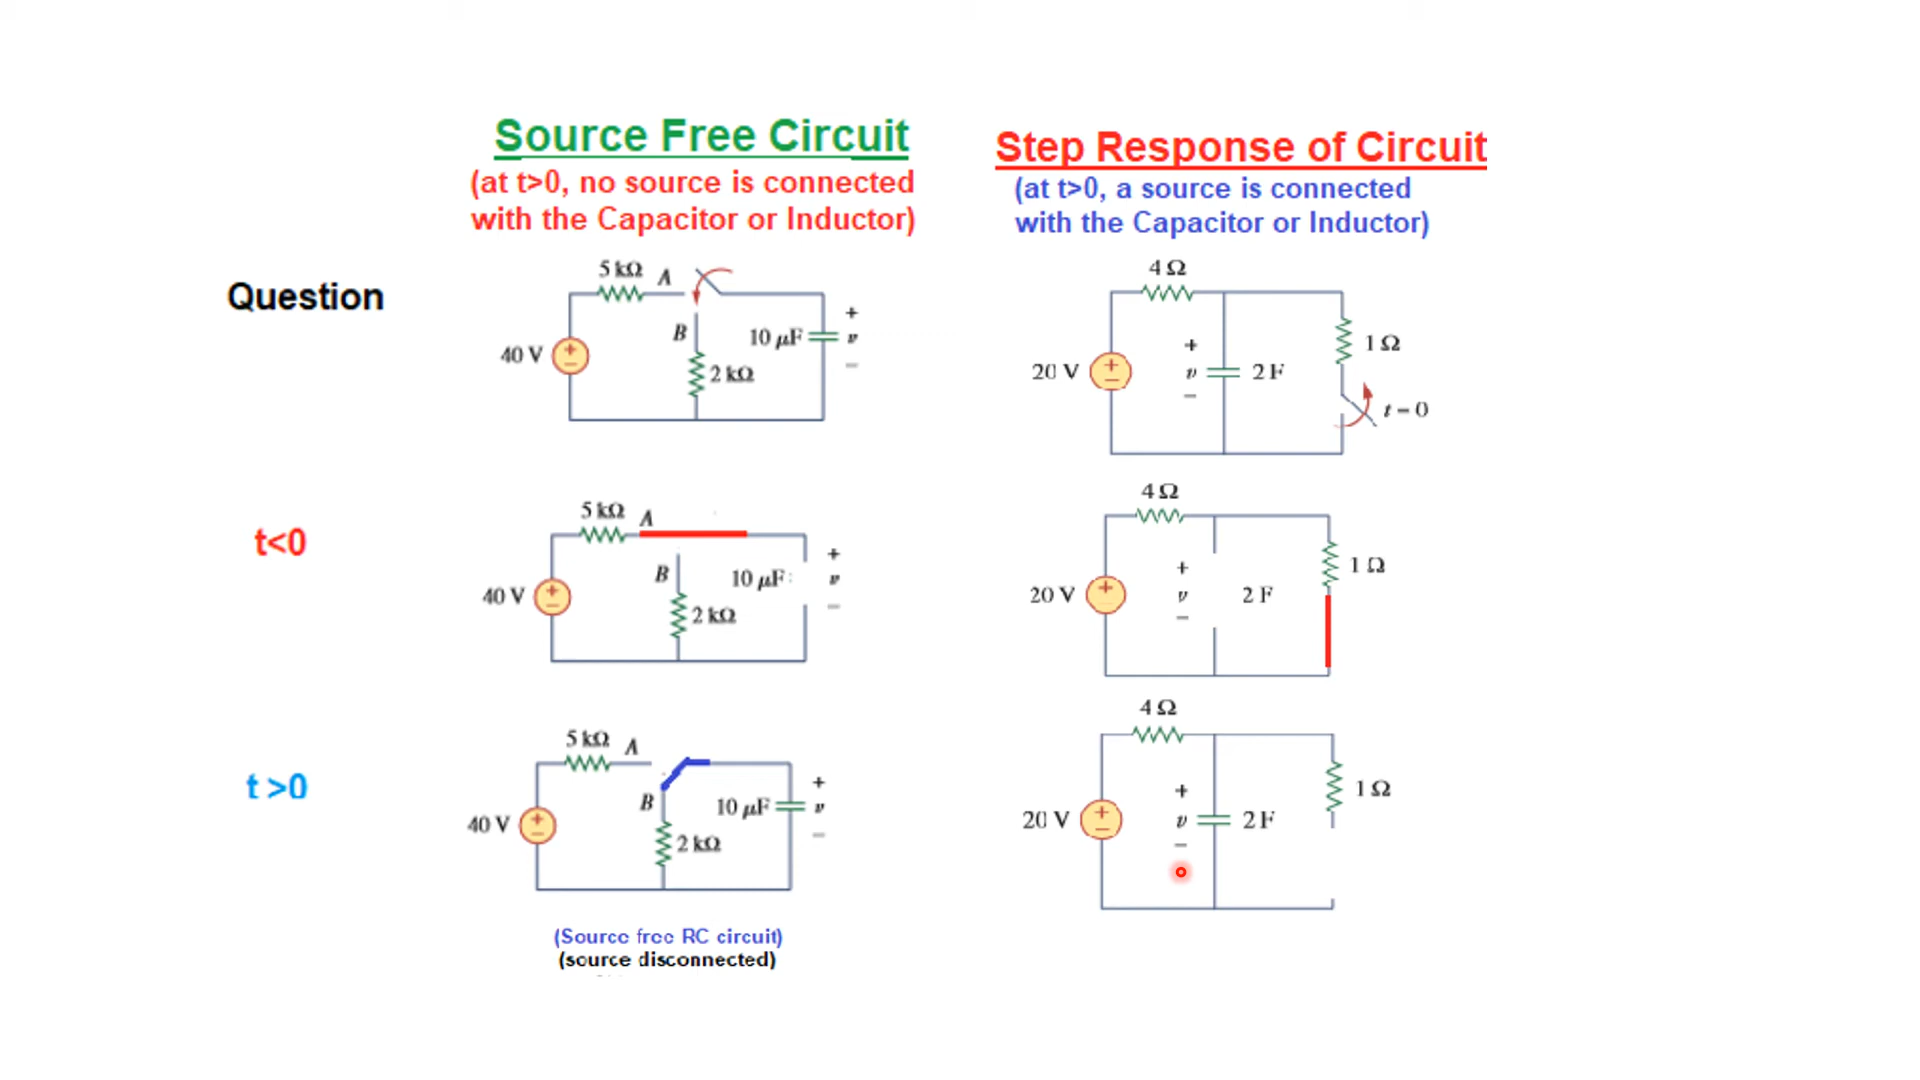 Source Free Circuit
(at t>0, no source is connected
with the Capacitor or Inductor)
Step Response of Circuit
(at t>0, a source is connected
with the Capacitor or Inductor)
Question
5 kΩ
A
B
10 μF
+
v
−
40 V
2 kΩ
4 Ω
1 Ω
+
20 V
v
2 F
−
t = 0
t<0
5 kΩ
A
B
10 μF
+
v
−
40 V
2 kΩ
4 Ω
1 Ω
+
20 V
v
2 F
−
t >0
5 kΩ
A
B
10 μF
+
v
−
40 V
2 kΩ
4 Ω
1 Ω
+
20 V
v
2 F
−
(Source free RC circuit)
(source disconnected)